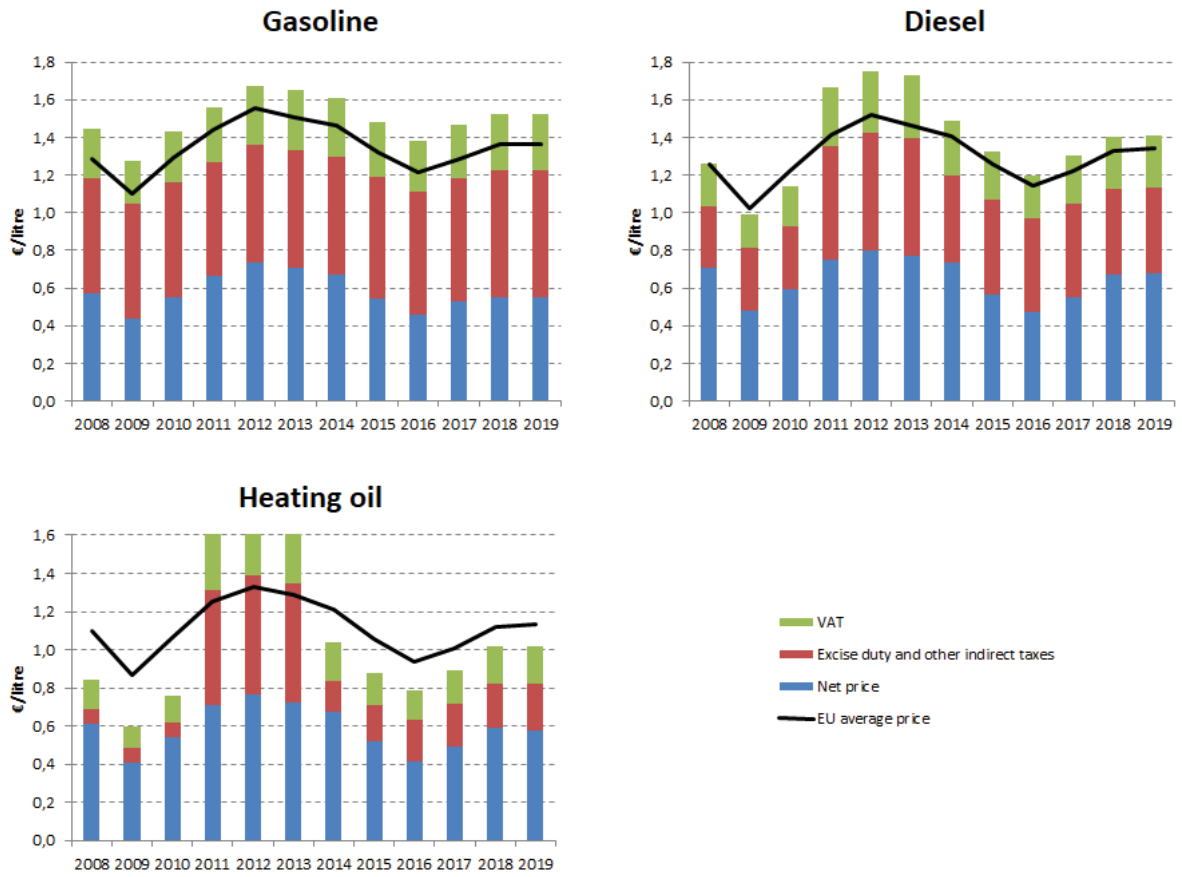 Gasoline
€/litre
1,8
1,6
1,4
1,2
1,0
0,8
0,6
0,4
0,2
0,0
2008 2009 2010 2011 2012 2013 2014 2015 2016 2017 2018 2019
Diesel
€/litre
1,8
1,6
1,4
1,2
1,0
0,8
0,6
0,4
0,2
0,0
2008 2009 2010 2011 2012 2013 2014 2015 2016 2017 2018 2019
Heating oil
€/litre
1,6
1,4
1,2
1,0
0,8
0,6
0,4
0,2
0,0
2008 2009 2010 2011 2012 2013 2014 2015 2016 2017 2018 2019
VAT
Excise duty and other indirect taxes
Net price
EU average price